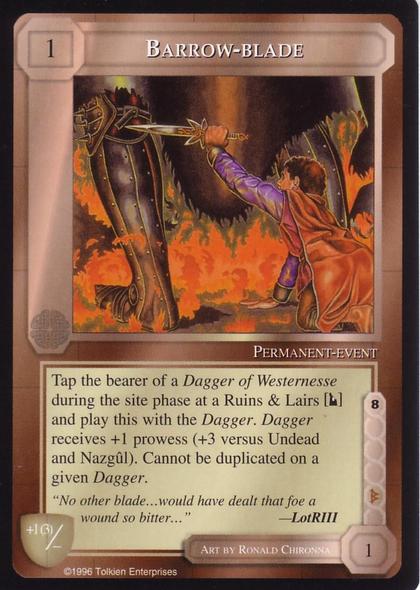 1
BARROW-BLADE
PERMANENT-EVENT
Tap the bearer of a Dagger of Westernesse
during the site phase at a Ruins & Lairs []
and play this with the Dagger. Dagger
receives +1 prowess (+3 versus Undead
and Nazgûl). Cannot be duplicated on a
given Dagger.
“No other blade…would have dealt that foe a
wound so bitter…” —LotRIII
8
+1(3)/–
ART BY RONALD CHIRONNA
1
©1996 Tolkien Enterprises